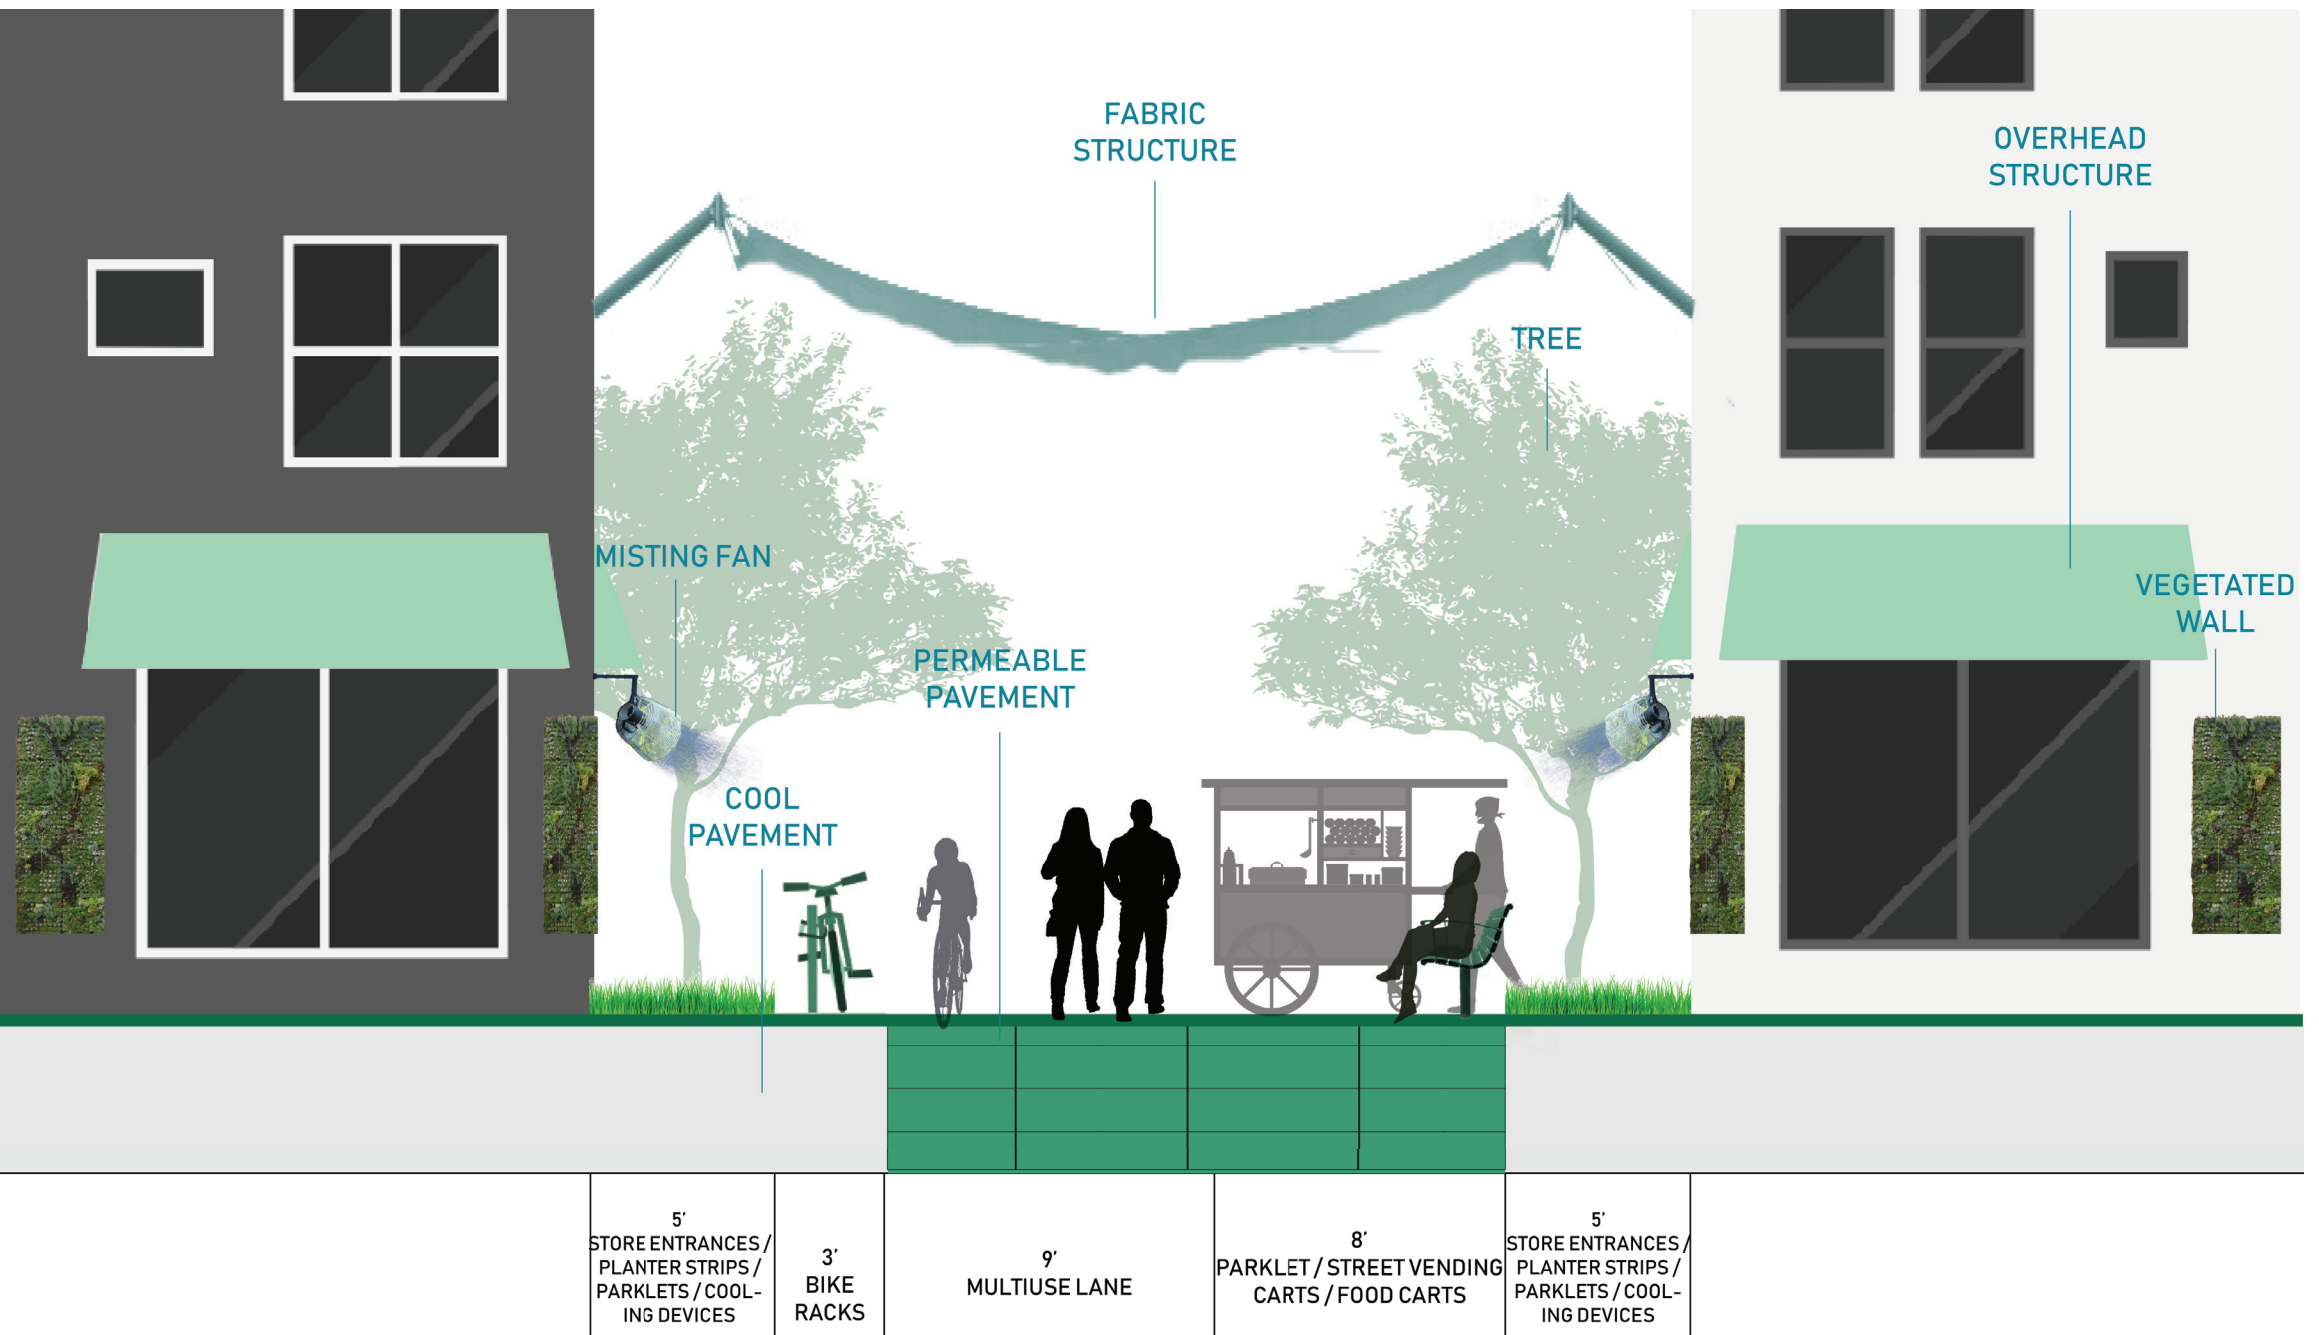 FABRIC
STRUCTURE
OVERHEAD
STRUCTURE
TREE
MISTING FAN
VEGETATED
WALL
PERMEABLE
PAVEMENT
COOL
PAVEMENT
5'
STORE ENTRANCES /
PLANTER STRIPS /
PARKLETS / COOL-
ING DEVICES
3'
BIKE
RACKS
9'
MULTIUSE LANE
8'
PARKLET / STREET VENDING
CARTS / FOOD CARTS
5'
STORE ENTRANCES /
PLANTER STRIPS /
PARKLETS / COOL-
ING DEVICES